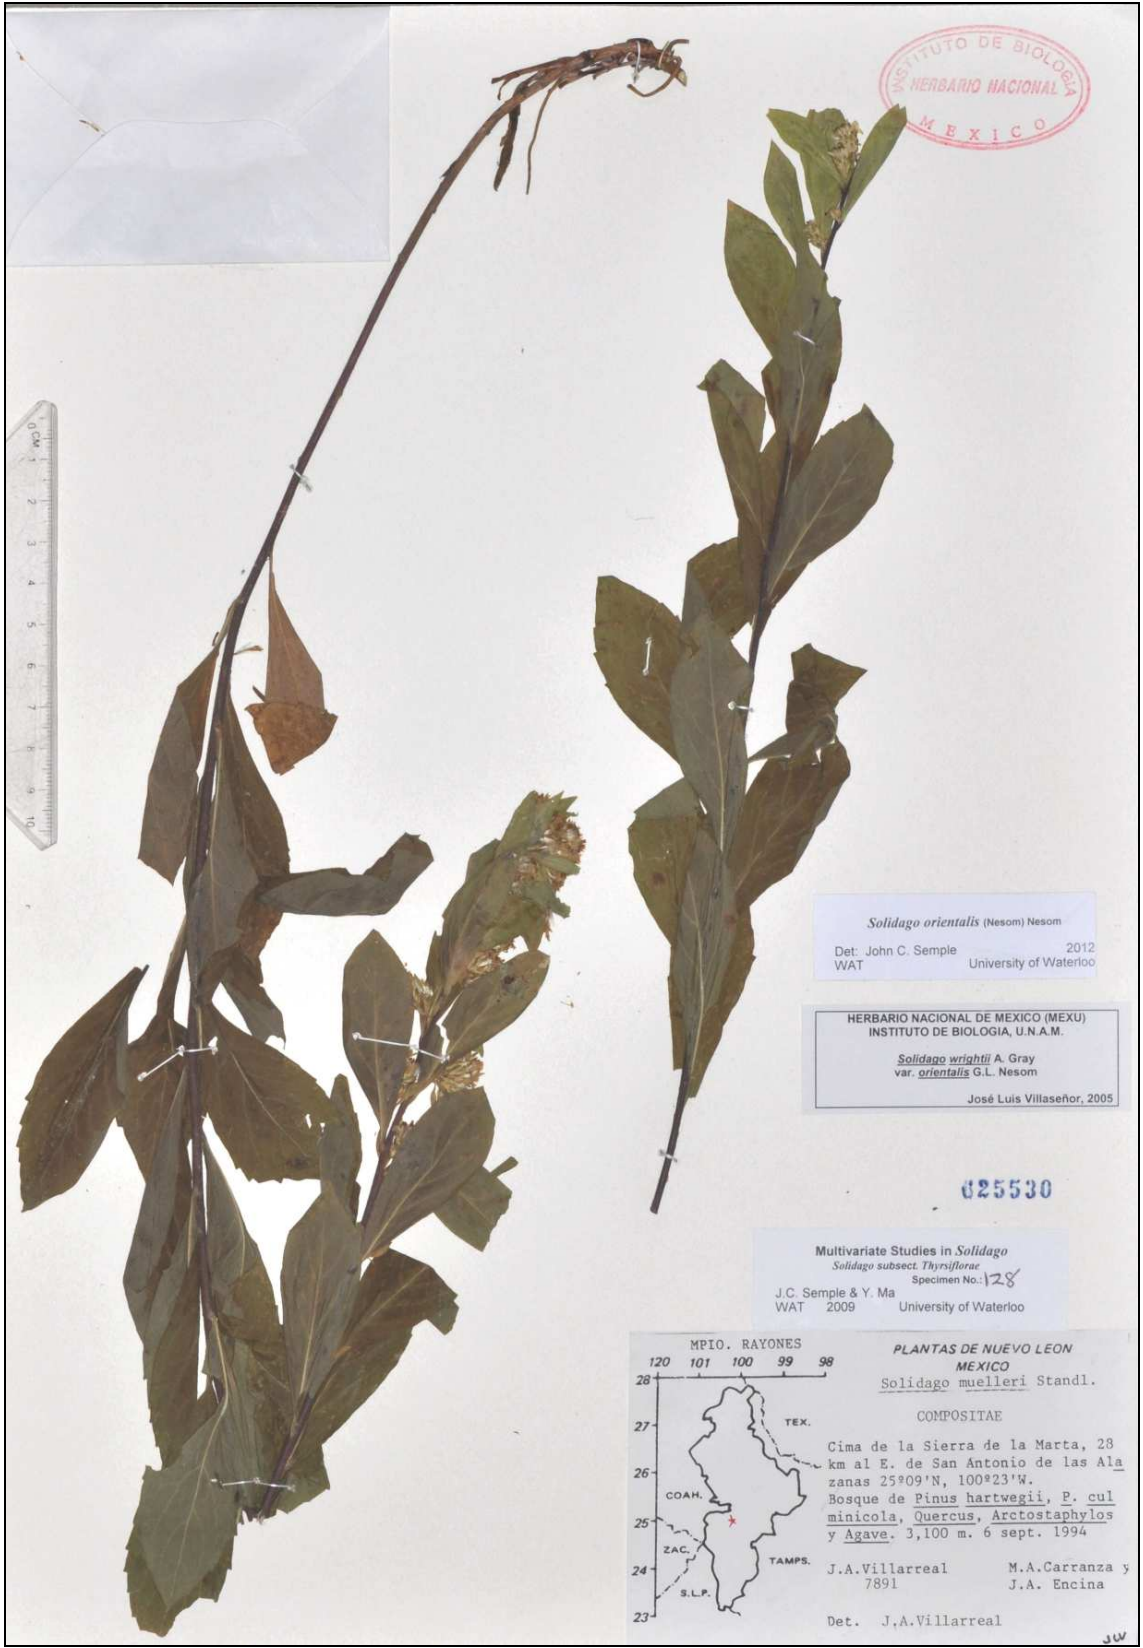 INSTITUTO DE BIOLOGIA
HERBARIO NACIONAL
MEXICO
0 CM 1 2 3 4 5 6 7 8 9 10
Solidago orientalis (Nesom) Nesom
Det: John C. Semple 2012
WAT University of Waterloo
HERBARIO NACIONAL DE MEXICO (MEXU)
INSTITUTO DE BIOLOGIA, U.N.A.M.
Solidago wrightii A. Gray
var. orientalis G.L. Nesom
José Luis Villaseñor, 2005
625530
Multivariate Studies in Solidago
Solidago subsect. Thyrsiflorae
Specimen No.: 128
J.C. Semple & Y. Ma
WAT 2009 University of Waterloo
MPIO. RAYONES
120 101 100 99 98
28
27
26
25
24
23
TEX.
COAH.
ZAC.
TAMPS.
S.L.P.
PLANTAS DE NUEVO LEON
MEXICO
Solidago muelleri Standl.
COMPOSITAE
Cima de la Sierra de la Marta, 28
km al E. de San Antonio de las Ala
zanas 25º09'N, 100º23'W.
Bosque de Pinus hartwegii, P. cul
minicola, Quercus, Arctostaphylos
y Agave. 3,100 m. 6 sept. 1994
J.A.Villarreal M.A.Carranza y
7891 J.A. Encina
Det. J.A.Villarreal
JLV